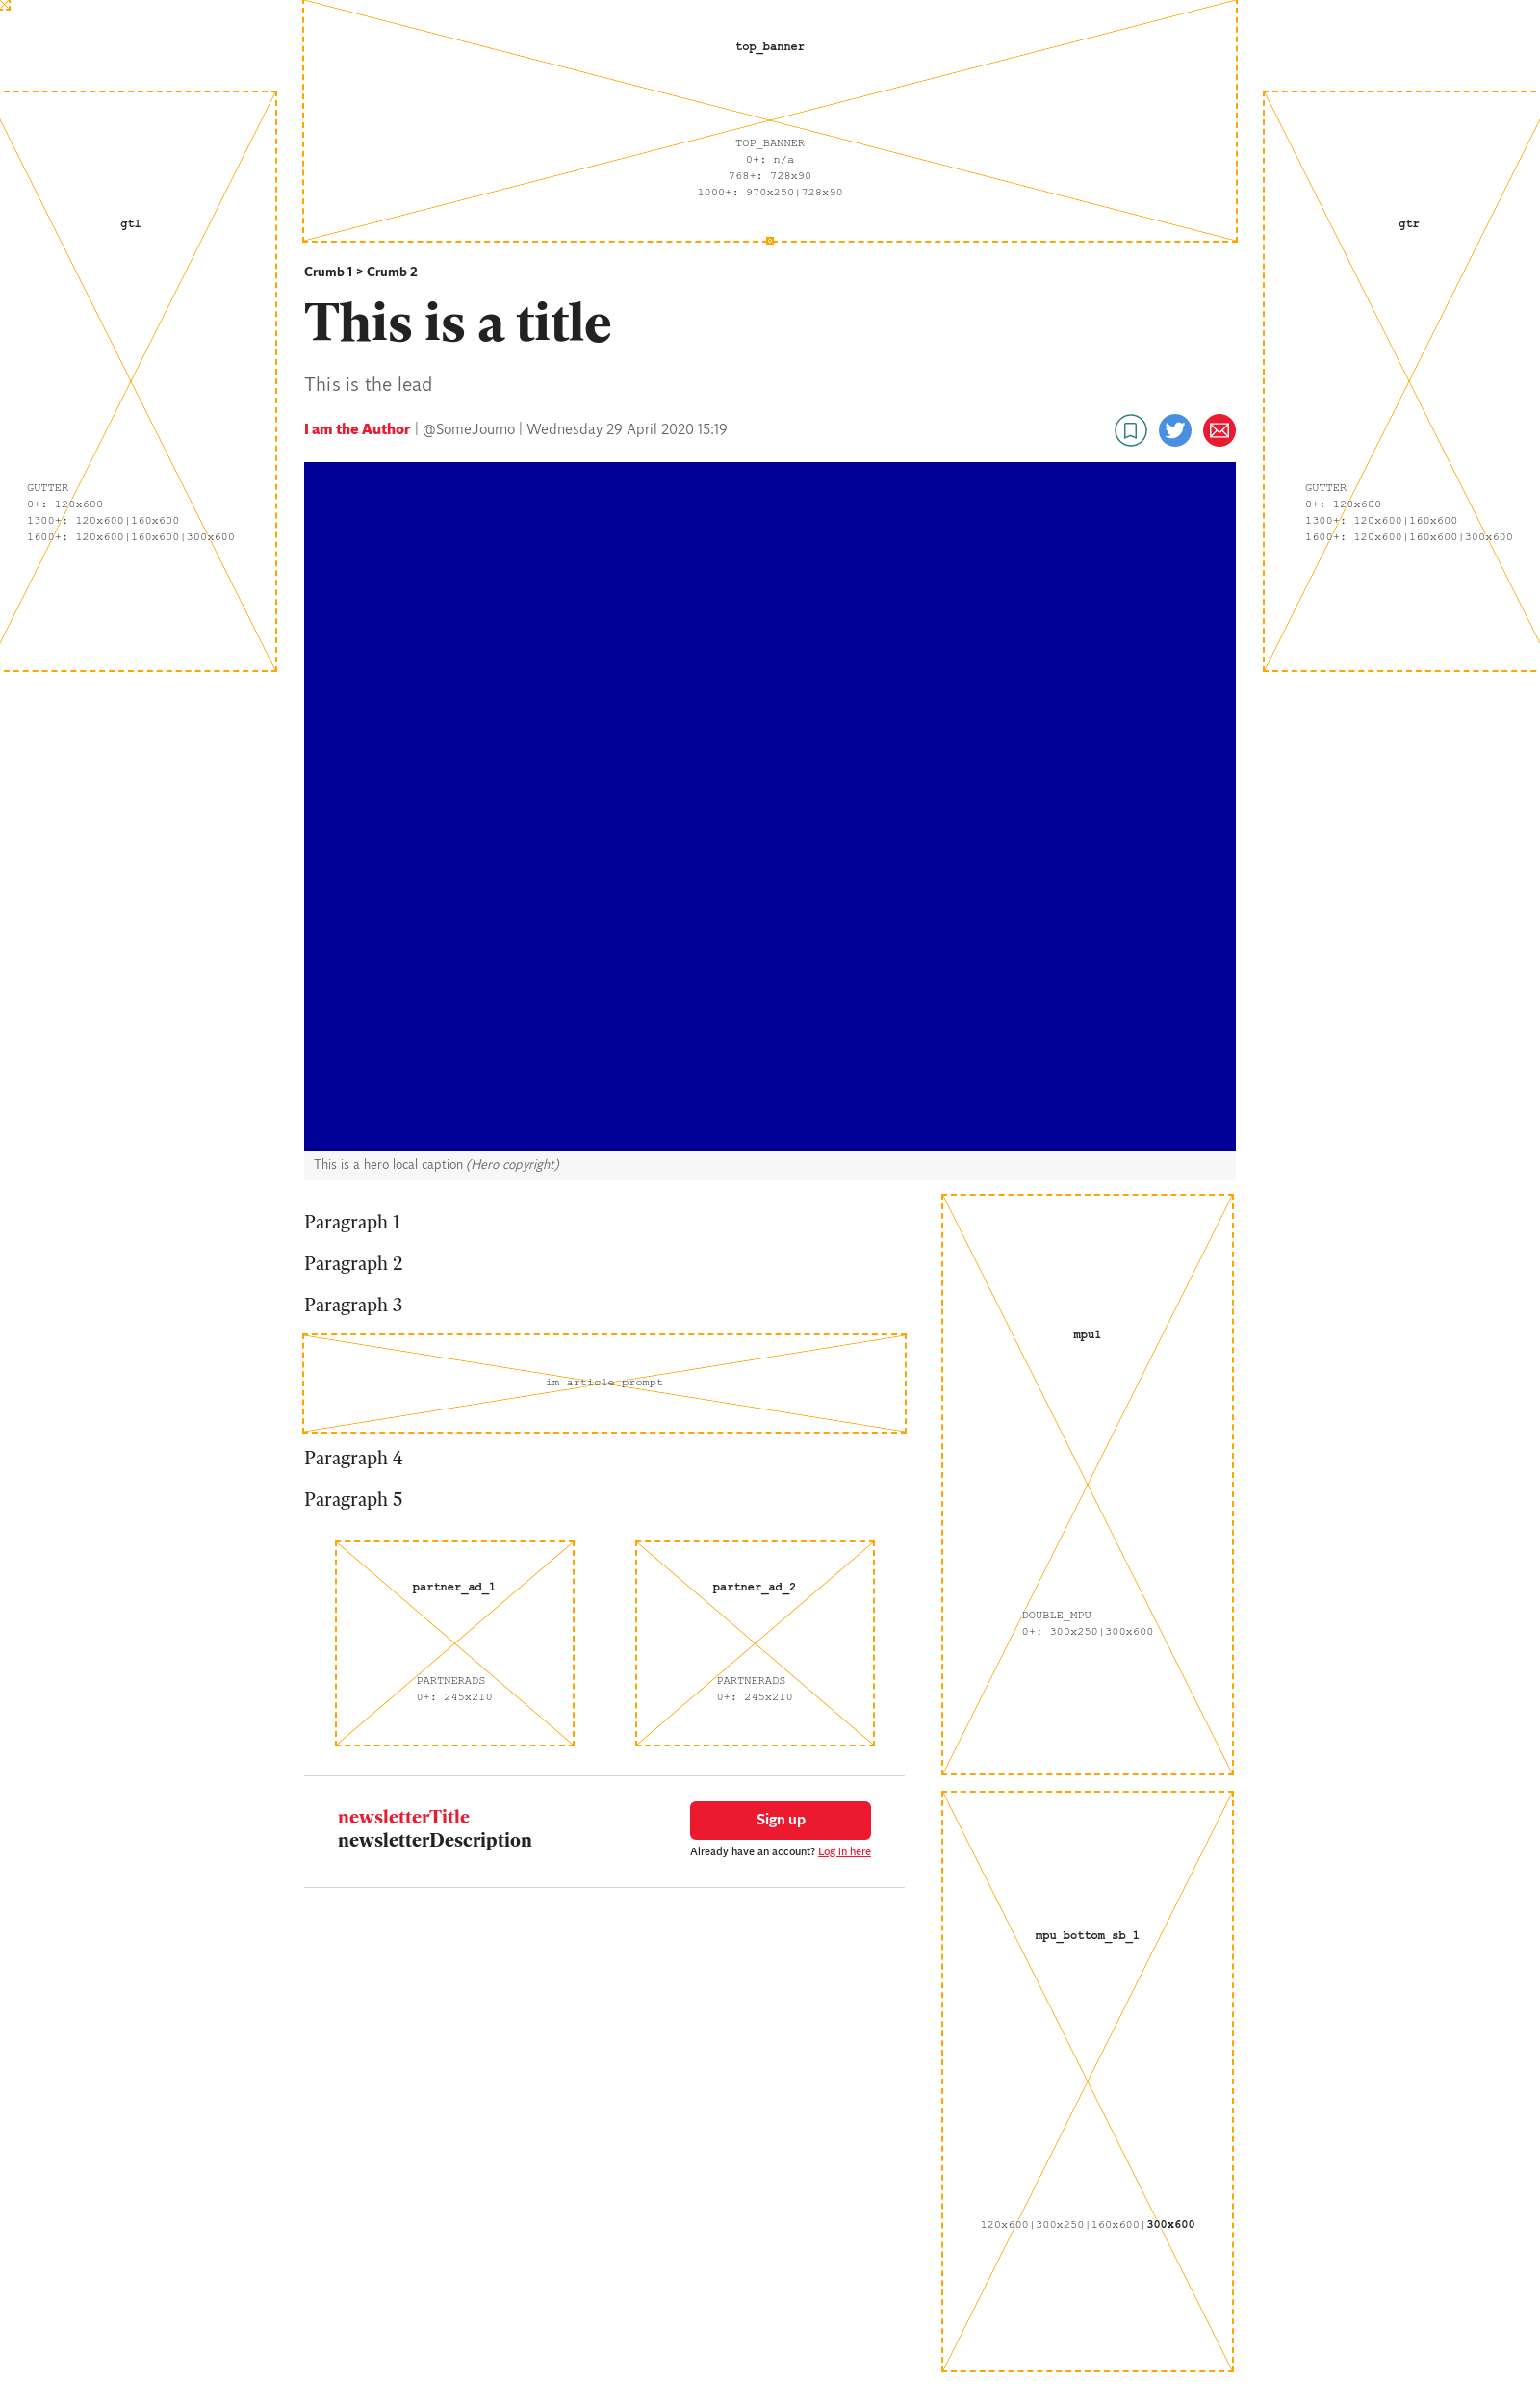 top_banner
TOP_BANNER
0+: n/a
768+: 728x90
1000+: 970x250|728x90
gtl
GUTTER
0+: 120x600
1300+: 120x600|160x600
1600+: 120x600|160x600|300x600
gtr
GUTTER
0+: 120x600
1300+: 120x600|160x600
1600+: 120x600|160x600|300x600
Crumb 1 > Crumb 2
This is a title
This is the lead
I am the Author | @SomeJourno | Wednesday 29 April 2020 15:19
This is a hero local caption (Hero copyright)
Paragraph 1
Paragraph 2
Paragraph 3
im article prompt
Paragraph 4
Paragraph 5
partner_ad_1
PARTNERADS
0+: 245x210
partner_ad_2
PARTNERADS
0+: 245x210
newsletterTitle
newsletterDescription
Sign up
Already have an account? Log in here
mpu1
DOUBLE_MPU
0+: 300x250|300x600
mpu_bottom_sb_1
120x600|300x250|160x600|300x600